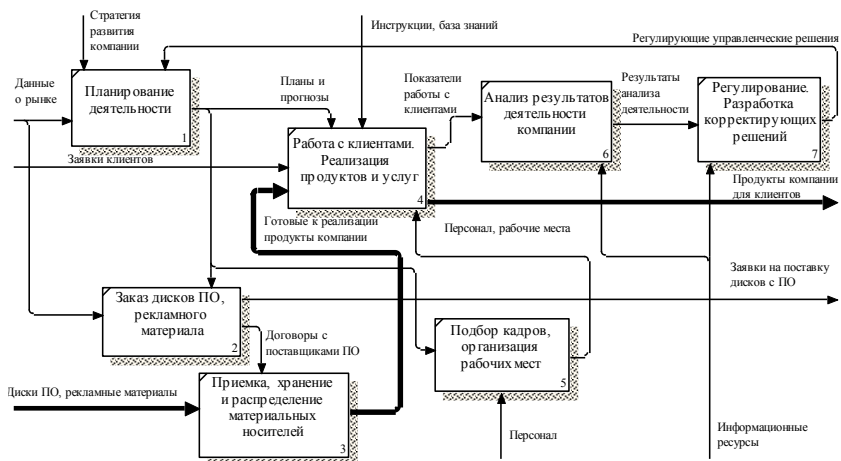 Стратегия
развития
компании
Инструкции, база знаний
Регулирующие управленческие решения
Данные
о рынке
Планирование
деятельности
1
Планы и
прогнозы
Показатели
работы с
клиентами
Анализ результатов
деятельности
компании
6
Результаты
анализа
деятельности
Регулирование.
Разработка
корректирующих
решений
7
Заявки клиентов
Работа с клиентами.
Реализация
продуктов и услуг
4
Продукты компании
для клиентов
Готовые к реализации
продукты компании
Персонал, рабочие места
Заявки на поставку
дисков с ПО
Заказ дисков ПО,
рекламного
материала
2
Договоры с
поставщиками ПО
Подбор кадров,
организация
рабочих мест
5
Диски ПО, рекламные материалы
Приемка, хранение
и распределение
материальных
носителей
3
Персонал
Информационные
ресурсы